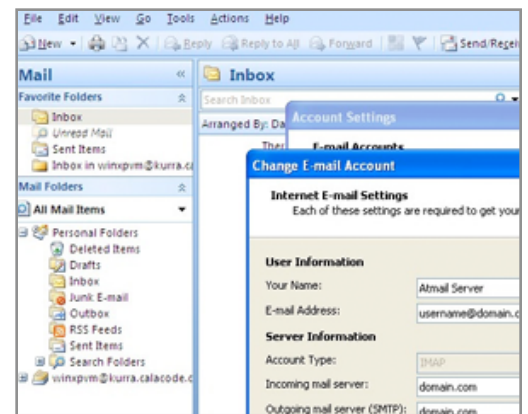 File Edit View Go Tools Actions Help
New Reply Reply to All Forward Send/Recei
Mail
Favorite Folders
Inbox
Unread Mail
Sent Items
Inbox in winxpvm@kurra.ca
Mail Folders
All Mail Items
Personal Folders
Deleted Items
Drafts
Inbox
Junk E-mail
Outbox
RSS Feeds
Sent Items
Search Folders
winxpvm@kurra.calacode.c
Inbox
Search Inbox
Arranged By: Da
Ther
Account Settings
E-mail Accounts
Change E-mail Account
Internet E-mail Settings
Each of these settings are required to get your
User Information
Your Name: Atmail Server
E-mail Address: username@domain.c
Server Information
Account Type: IMAP
Incoming mail server: domain.com
Outgoing mail server (SMTP): domain.com